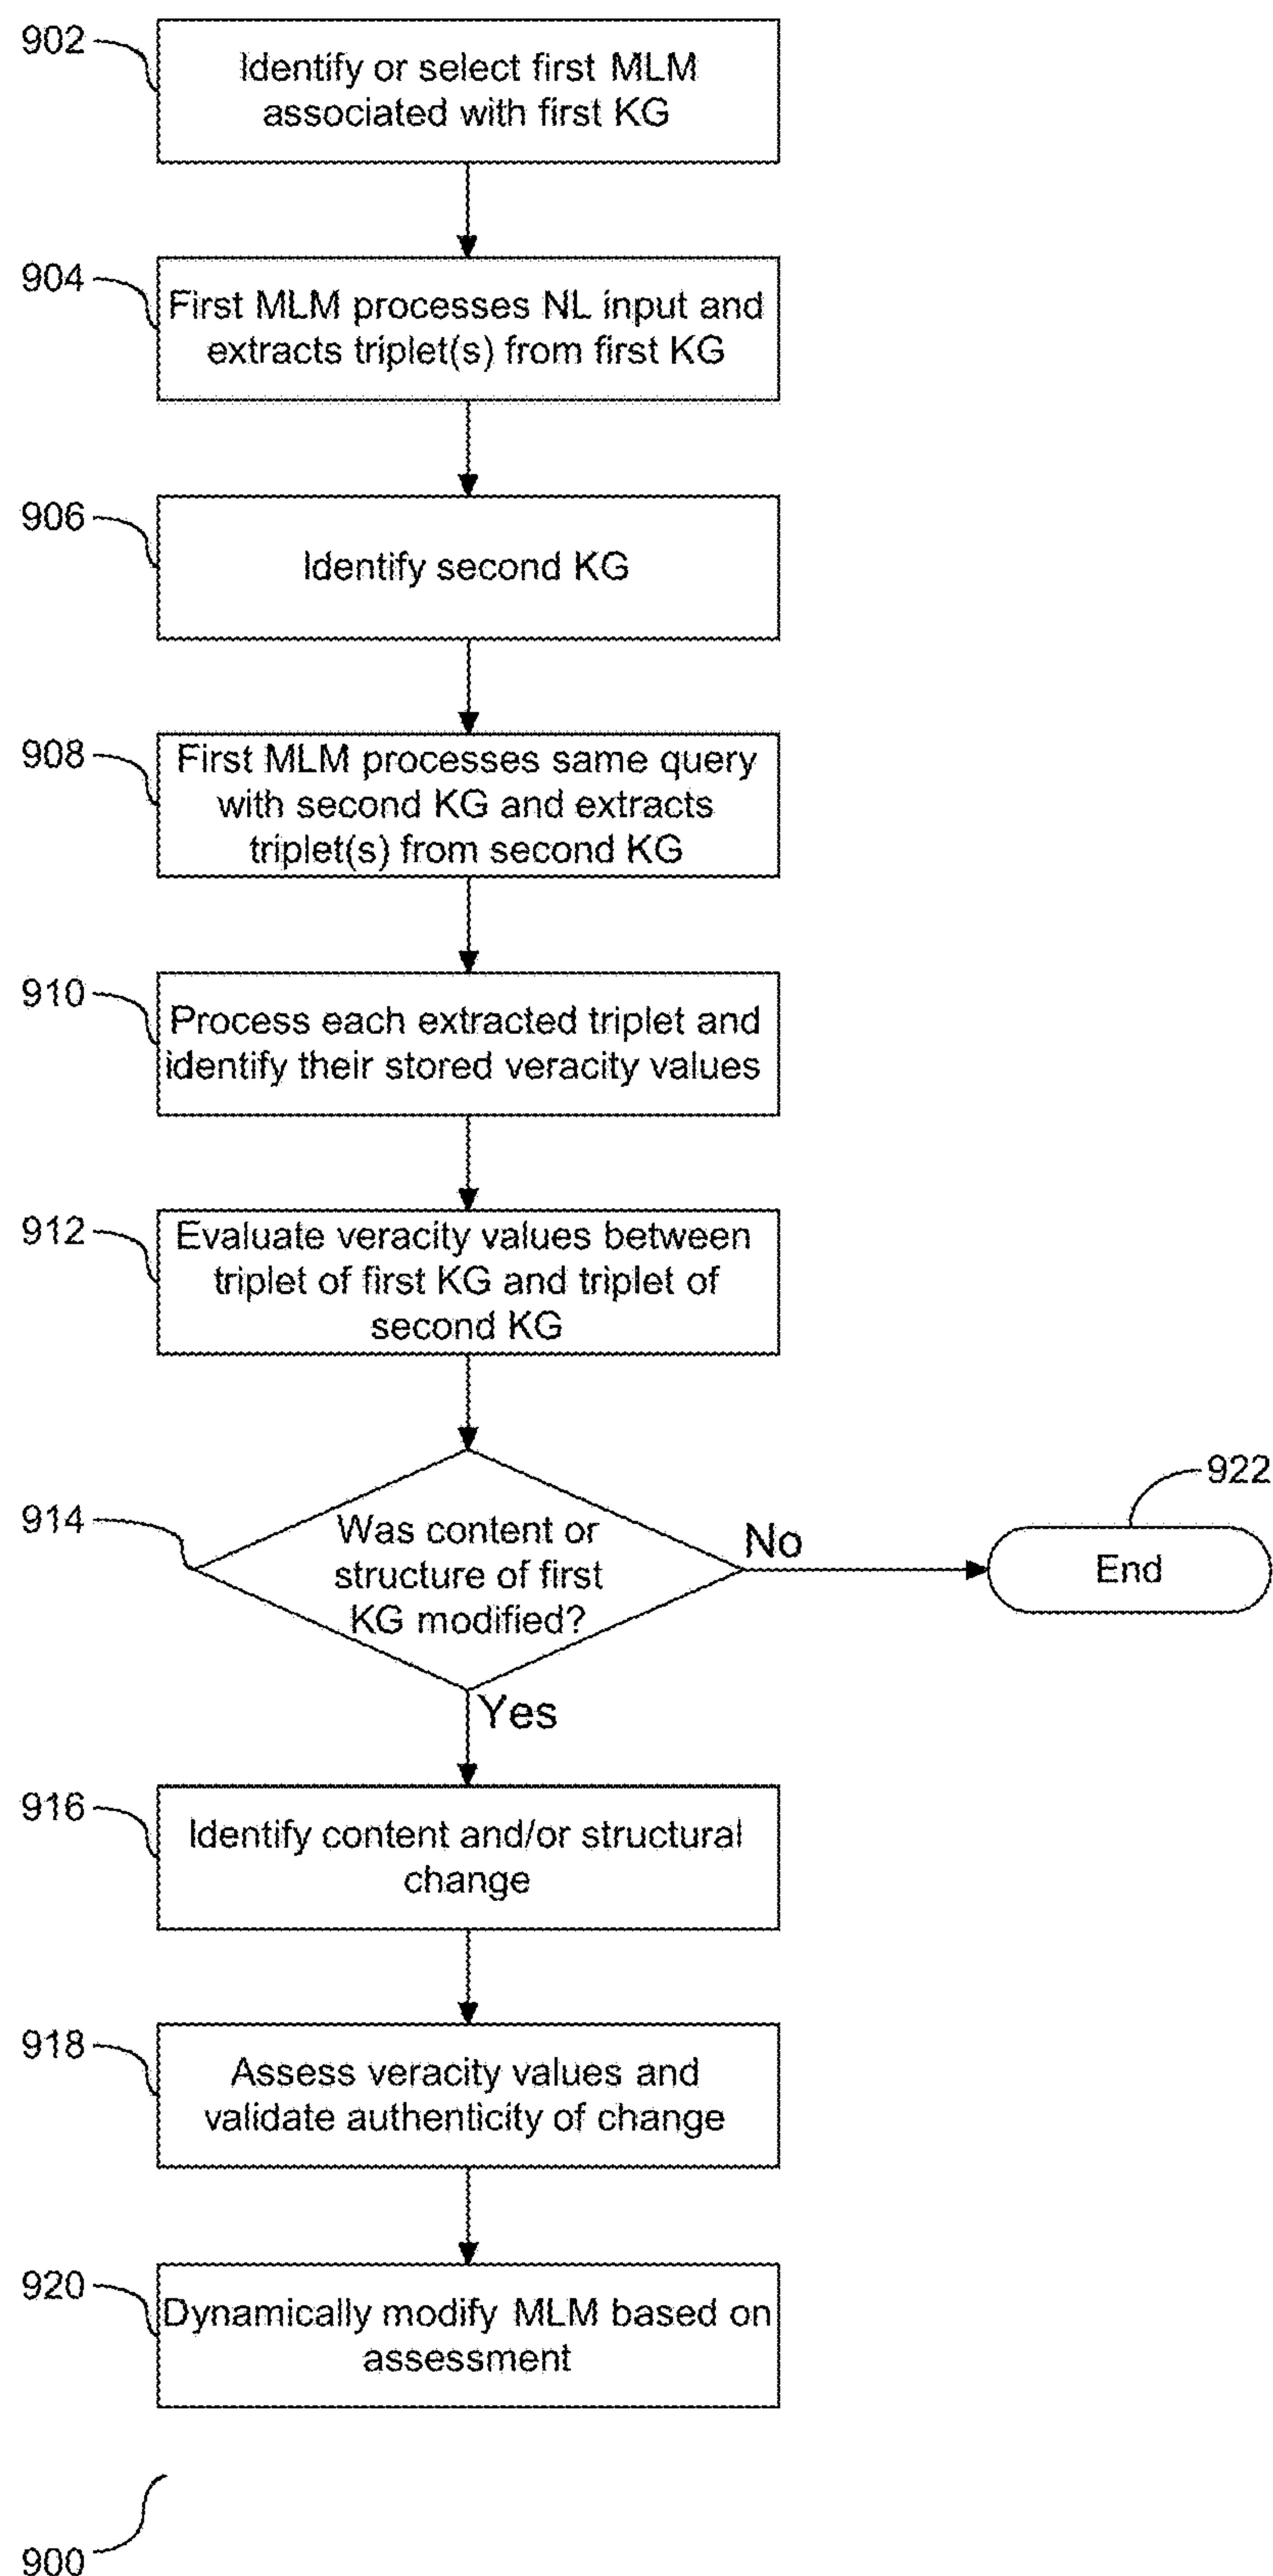 902
Identify or select first MLM
associated with first KG
904
First MLM processes NL input and
extracts triplet(s) from first KG
906
Identify second KG
908
First MLM processes same query
with second KG and extracts
triplet(s) from second KG
910
Process each extracted triplet and
identify their stored veracity values
912
Evaluate veracity values between
triplet of first KG and triplet of
second KG
914
Was content or
structure of first
KG modified?
No
922
End
Yes
916
Identify content and/or structural
change
918
Assess veracity values and
validate authenticity of change
920
Dynamically modify MLM based on
assessment
900